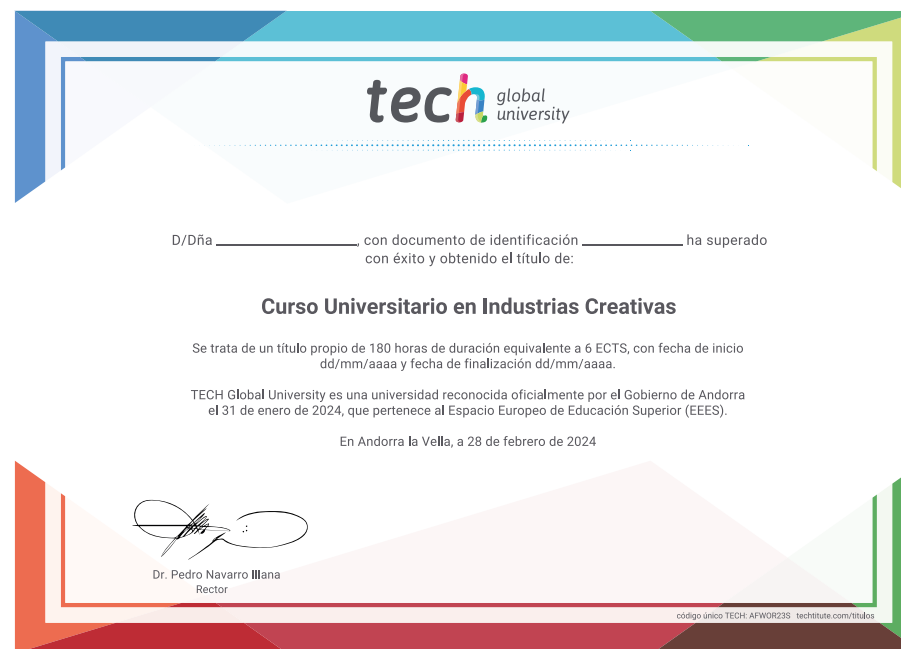 tech global university
D/Dña ____________, con documento de identificación ____________ ha superado
con éxito y obtenido el título de:
Curso Universitario en Industrias Creativas
Se trata de un título propio de 180 horas de duración equivalente a 6 ECTS, con fecha de inicio
dd/mm/aaaa y fecha de finalización dd/mm/aaaa.
TECH Global University es una universidad reconocida oficialmente por el Gobierno de Andorra
el 31 de enero de 2024, que pertenece al Espacio Europeo de Educación Superior (EEES).
En Andorra la Vella, a 28 de febrero de 2024
Dr. Pedro Navarro Illana
Rector
código único TECH: AFWOR23S techtitute.com/titulos